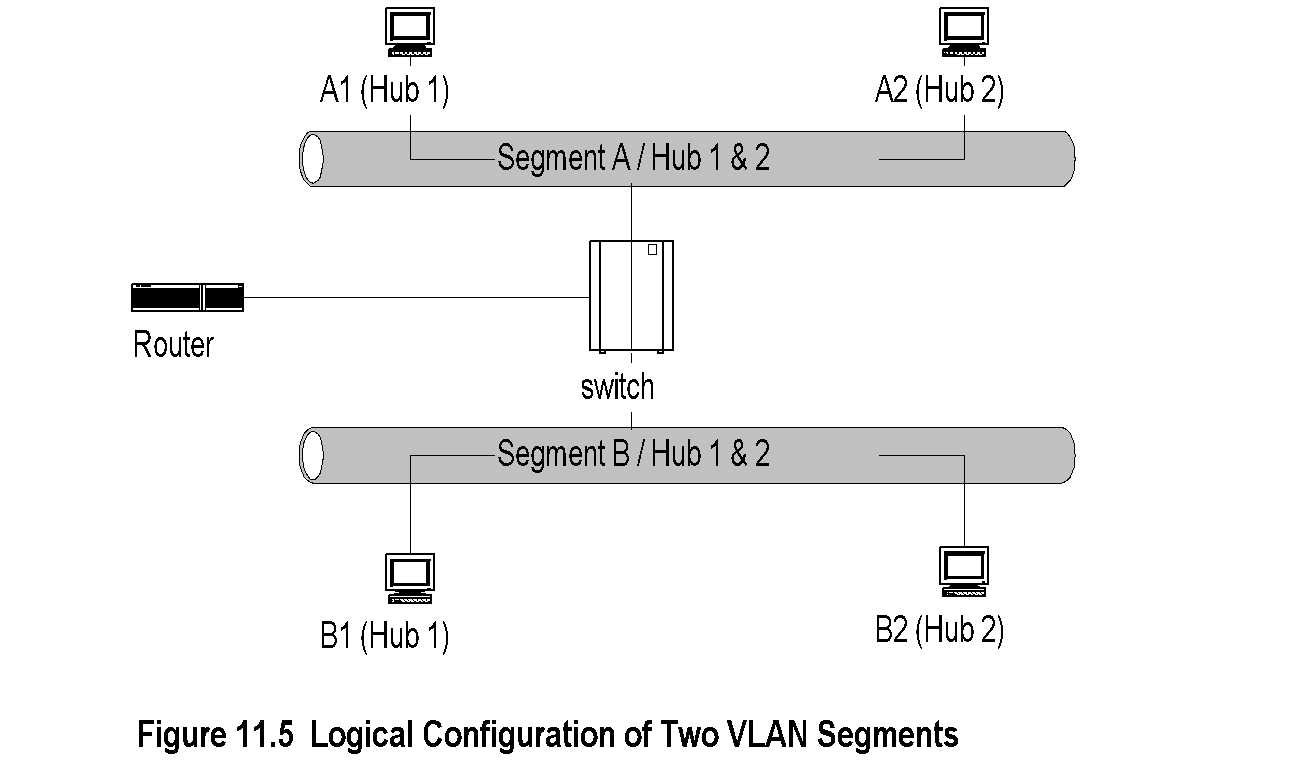 A1 (Hub 1)
A2 (Hub 2)
Segment A / Hub 1 & 2
Router
switch
Segment B / Hub 1 & 2
B1 (Hub 1)
B2 (Hub 2)
Figure 11.5 Logical Configuration of Two VLAN Segments